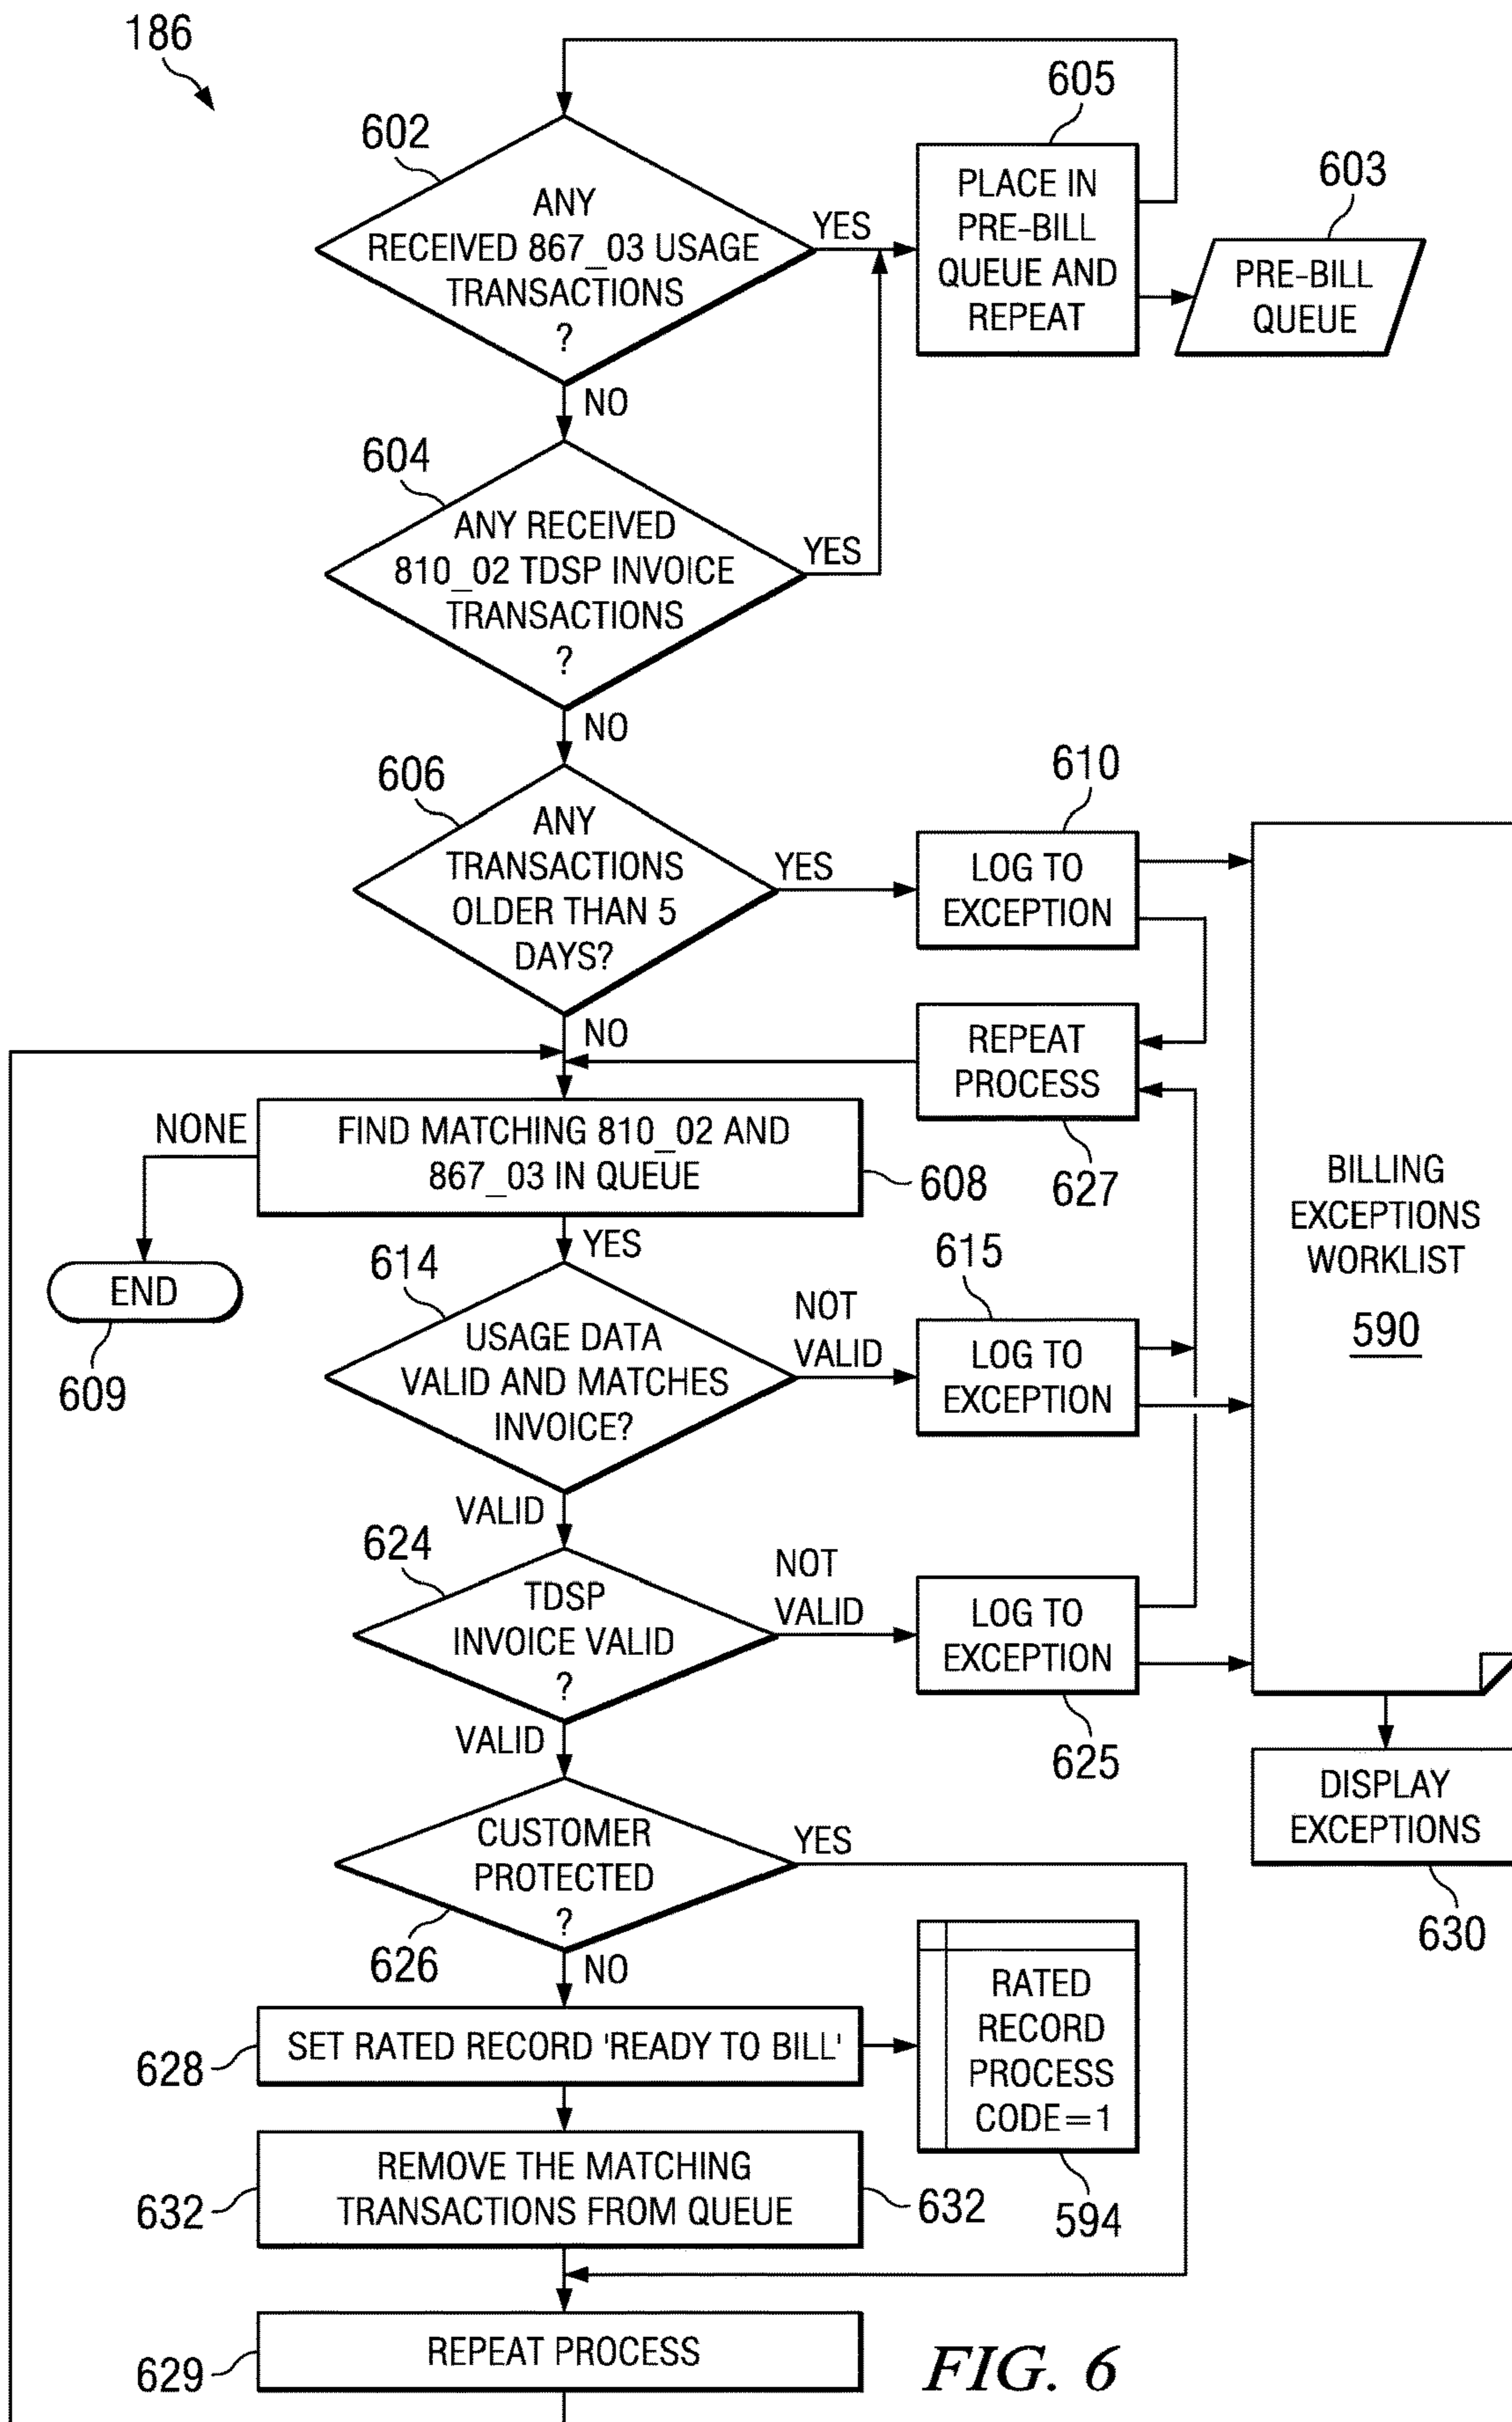 186
602
ANY
RECEIVED 867_03 USAGE
TRANSACTIONS
?
YES
NO
605
PLACE IN
PRE-BILL
QUEUE AND
REPEAT
603
PRE-BILL
QUEUE
604
ANY RECEIVED
810_02 TDSP INVOICE
TRANSACTIONS
?
YES
NO
606
ANY
TRANSACTIONS
OLDER THAN 5
DAYS?
YES
NO
610
LOG TO
EXCEPTION
REPEAT
PROCESS
627
NONE
FIND MATCHING 810_02 AND
867_03 IN QUEUE
608
YES
END
609
614
USAGE DATA
VALID AND MATCHES
INVOICE?
NOT
VALID
VALID
615
LOG TO
EXCEPTION
BILLING
EXCEPTIONS
WORKLIST
590
624
TDSP
INVOICE VALID
?
NOT
VALID
VALID
LOG TO
EXCEPTION
625
DISPLAY
EXCEPTIONS
630
CUSTOMER
PROTECTED
?
626
YES
NO
SET RATED RECORD 'READY TO BILL'
628
RATED
RECORD
PROCESS
CODE=1
594
REMOVE THE MATCHING
TRANSACTIONS FROM QUEUE
632
632
REPEAT PROCESS
629
FIG. 6